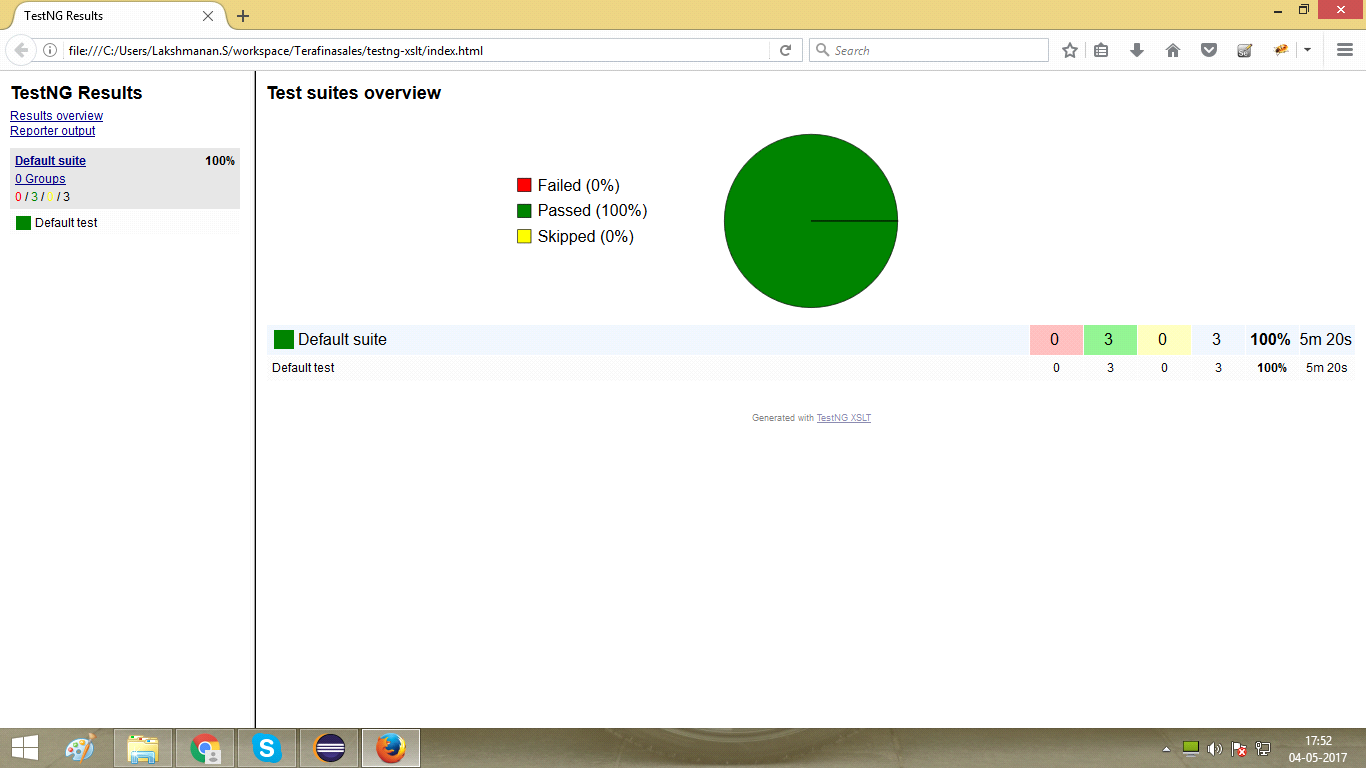 TestNG Results
file:///C:/Users/Lakshmanan.S/workspace/Terafinasales/testng-xslt/index.html
Search
TestNG Results
Results overview
Reporter output
Default suite 100%
0 Groups
0 / 3 / 0 / 3
Default test
Test suites overview
Failed (0%)
Passed (100%)
Skipped (0%)
Default suite 0 3 0 3 100% 5m 20s
Default test 0 3 0 3 100% 5m 20s
Generated with TestNG XSLT
17:52
04-05-2017